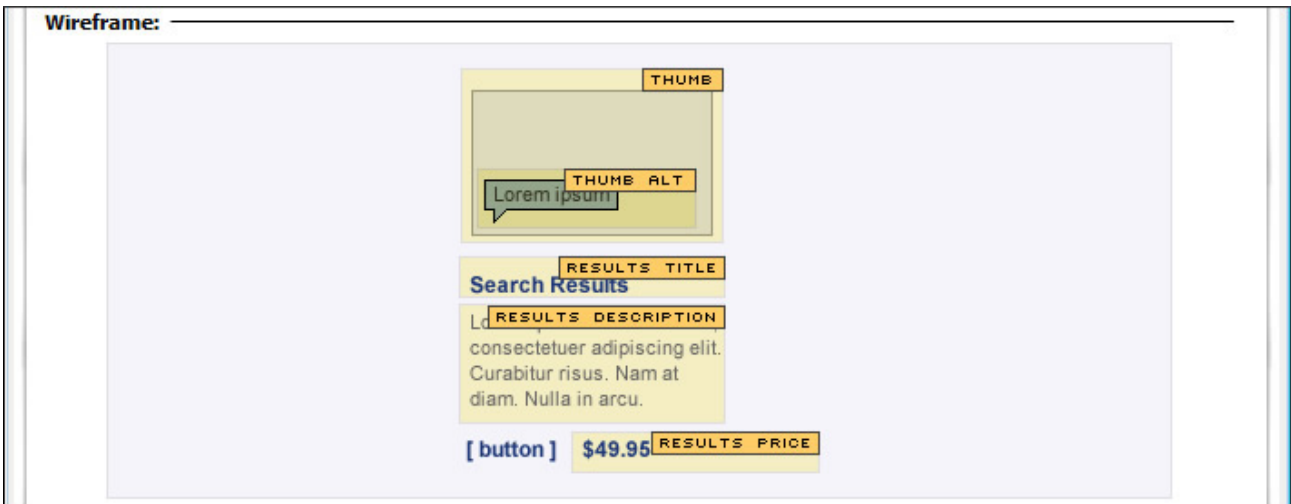 Wireframe:
THUMB
THUMB ALT
Lorem ipsum
RESULTS TITLE
Search Results
RESULTS DESCRIPTION
consectetuer adipiscing elit.
Curabitur risus. Nam at
diam. Nulla in arcu.
[ button ] $49.95 RESULTS PRICE